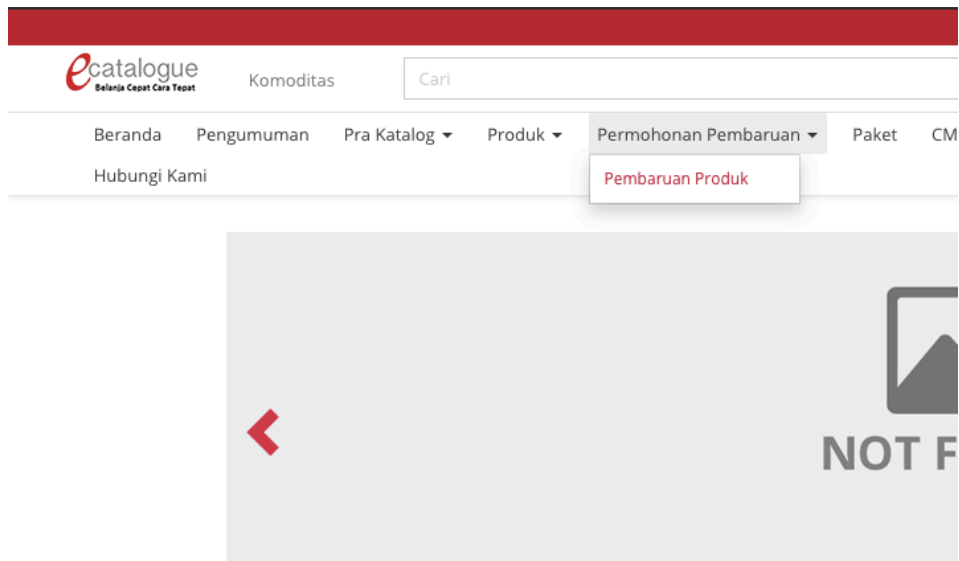 ecatalogue
Belanja Cepat Cara Tepat
Komoditas
Cari
Beranda Pengumuman Pra Katalog Produk Permohonan Pembaruan Paket CM
Hubungi Kami
Pembaruan Produk
NOT F